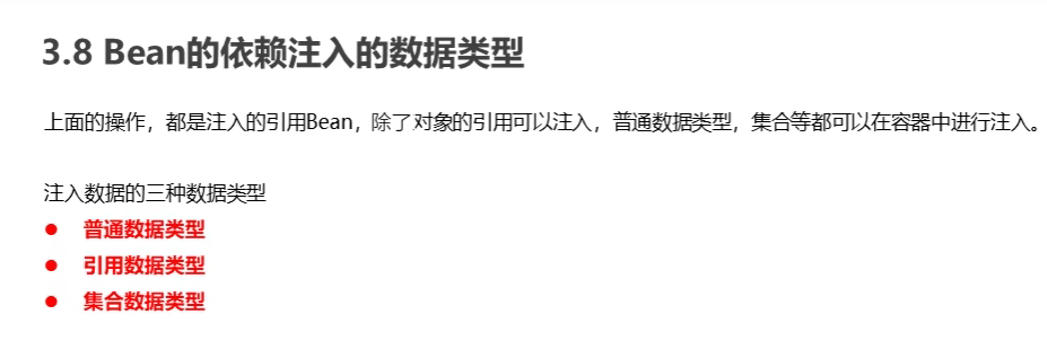 3.8 Bean的依赖注入的数据类型
上面的操作，都是注入的引用Bean，除了对象的引用可以注入，普通数据类型，集合等都可以在容器中进行注入。
注入数据的三种数据类型
● 普通数据类型
● 引用数据类型
● 集合数据类型